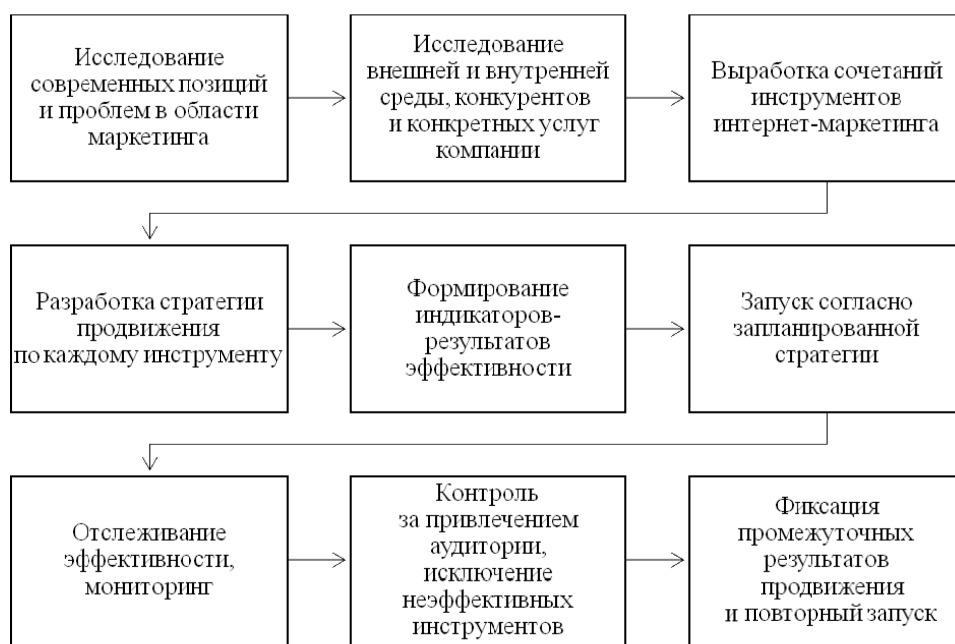 Исследование
современных позиций
и проблем в области
маркетинга
Исследование
внешней и внутренней
среды, конкурентов
и конкретных услуг
компании
Выработка сочетаний
инструментов
интернет-маркетинга
Разработка стратегии
продвижения
по каждому инструменту
Формирование
индикаторов-
результатов
эффективности
Запуск согласно
запланированной
стратегии
Отслеживание
эффективности,
мониторинг
Контроль
за привлечением
аудитории,
исключение
неэффективных
инструментов
Фиксация
промежуточных
результатов
продвижения
и повторный запуск